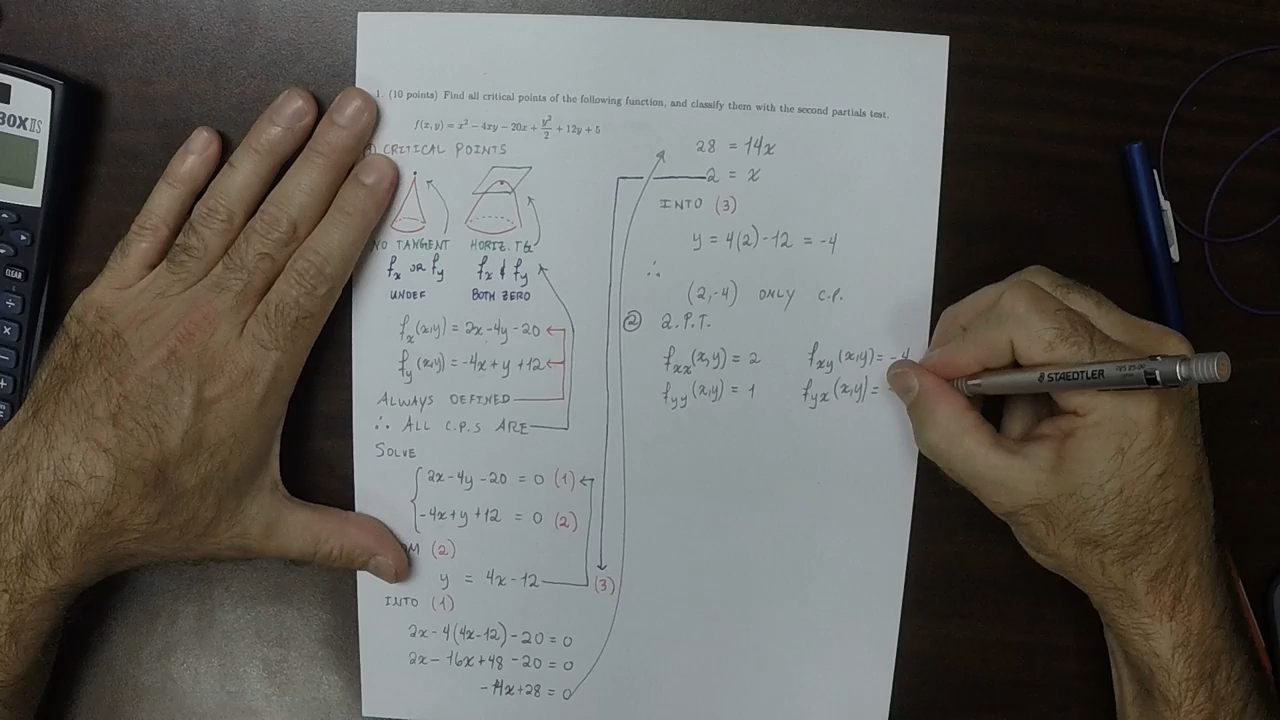 1. (10 points) Find all critical points of the following function, and classify them with the second partials test.
f(x, y) = x² − 4xy − 20x + y²/2 + 12y + 5
CRITICAL POINTS
NO TANGENT HORIZ. TG
fx OR fy fx & fy
UNDEF BOTH ZERO
fx(x,y) = 2x-4y-20
fy(x,y) = -4x+y+12
ALWAYS DEFINED
∴ ALL C.P.S ARE
SOLVE
2x-4y-20 = 0 (1)
-4x+y+12 = 0 (2)
(2)
y = 4x-12 (3)
INTO (1)
2x-4(4x-12)-20=0
2x-16x+48-20=0
-14x+28=0
28 = 14x
2 = x
INTO (3)
y = 4(2)-12 = -4
∴
(2,-4) ONLY C.P.
② 2.P.T.
fxx(x,y) = 2 fxy(x,y) = -4
fyy(x,y) = 1 fyx(x,y) =
STAEDTLER
CLEAR
IIS